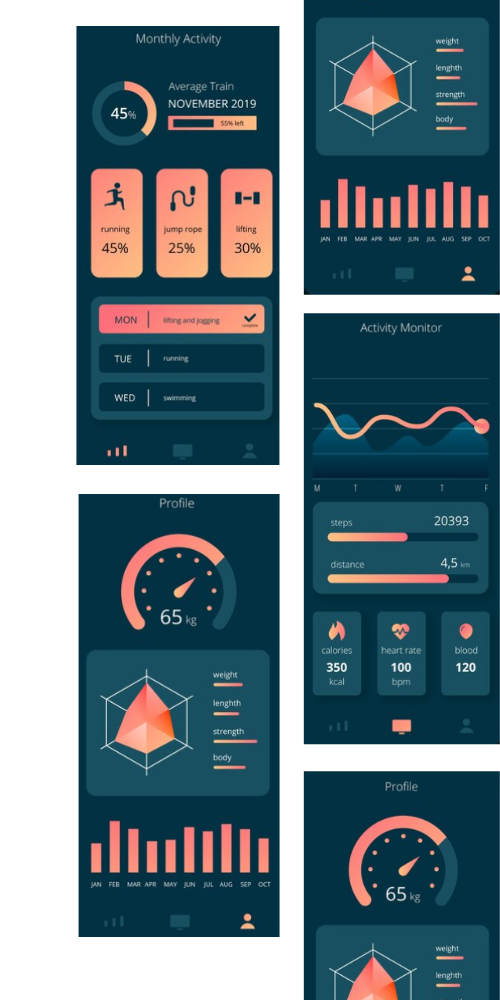 Monthly Activity
45%
Average Train
NOVEMBER 2019
55% left
running
45%
jump rope
25%
lifting
30%
MON
lifting and jogging
complete
TUE
running
WED
swimming
Profile
65 kg
weight
lenghth
strength
body
JAN FEB MAR APR MAY JUN JUL AUG SEP OCT
weight
lenghth
strength
body
JAN FEB MAR APR MAY JUN JUL AUG SEP OCT
Activity Monitor
M T W T F
steps
20393
distance
4,5 km
calories
350
kcal
heart rate
100
bpm
blood
120
Profile
65 kg
weight
lenghth